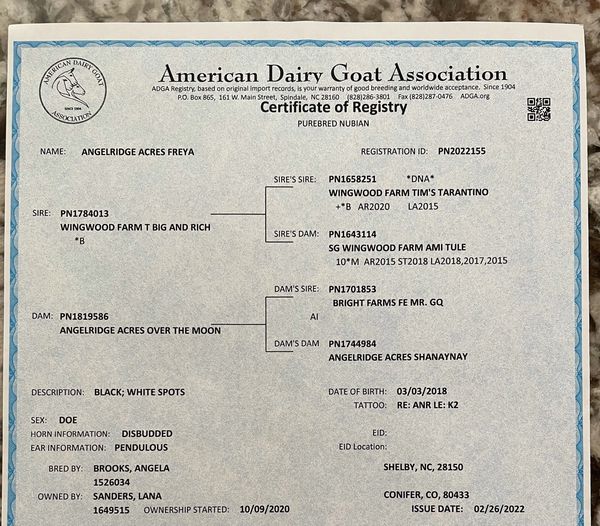 AMERICAN DAIRY GOAT
SINCE 1904
ASSOCIATION
American Dairy Goat Association
ADGA Registry, based on original import records, is your warranty of good breeding and worldwide acceptance. Since 1904
P.O. Box 865, 161 W. Main Street, Spindale, NC 28160 (828)286-3801 Fax (828)287-0476 ADGA.org
Certificate of Registry
PUREBRED NUBIAN
NAME: ANGELRIDGE ACRES FREYA REGISTRATION ID: PN2022155
SIRE'S SIRE: PN1658251 *DNA*
WINGWOOD FARM TIM'S TARANTINO
+*B AR2020 LA2015
SIRE: PN1784013
WINGWOOD FARM T BIG AND RICH
*B
SIRE'S DAM: PN1643114
SG WINGWOOD FARM AMI TULE
10*M AR2015 ST2018 LA2018,2017,2015
DAM'S SIRE: PN1701853
BRIGHT FARMS FE MR. GQ
AI
DAM: PN1819586
ANGELRIDGE ACRES OVER THE MOON
DAM'S DAM PN1744984
ANGELRIDGE ACRES SHANAYNAY
DESCRIPTION: BLACK; WHITE SPOTS DATE OF BIRTH: 03/03/2018
TATTOO: RE: ANR LE: K2
SEX: DOE
HORN INFORMATION: DISBUDDED EID:
EAR INFORMATION: PENDULOUS EID Location:
BRED BY: BROOKS, ANGELA SHELBY, NC, 28150
1526034
OWNED BY: SANDERS, LANA CONIFER, CO, 80433
1649515 OWNERSHIP STARTED: 10/09/2020 ISSUE DATE: 02/26/2022